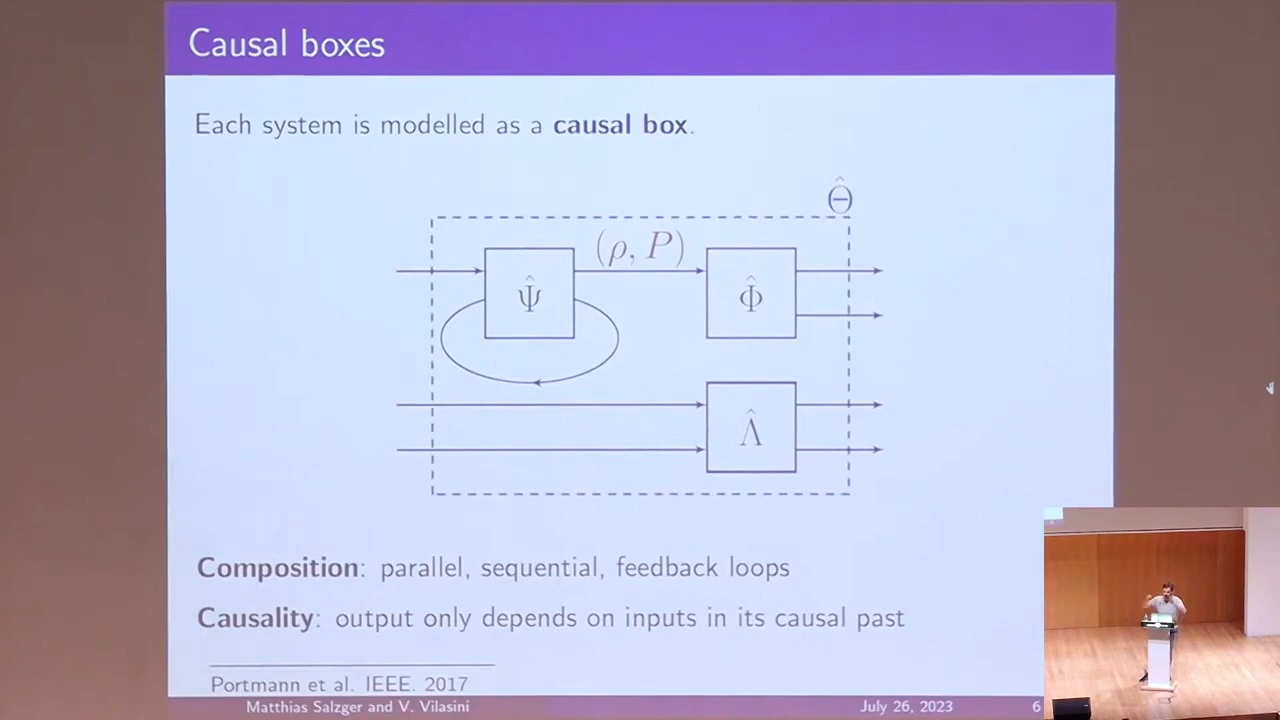 Causal boxes
Each system is modelled as a causal box.
Θ̂
(ρ, P)
Ψ̂
Φ̂
Λ̂
Composition: parallel, sequential, feedback loops
Causality: output only depends on inputs in its causal past
Portmann et al. IEEE. 2017
Matthias Salzger and V. Vilasini
July 26, 2023
6